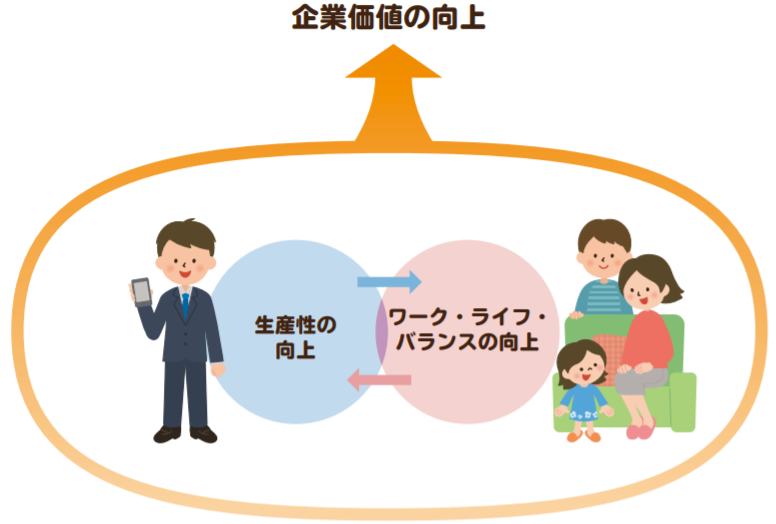 企業価値の向上
生産性の
向上
ワーク・ライフ・
バランスの向上